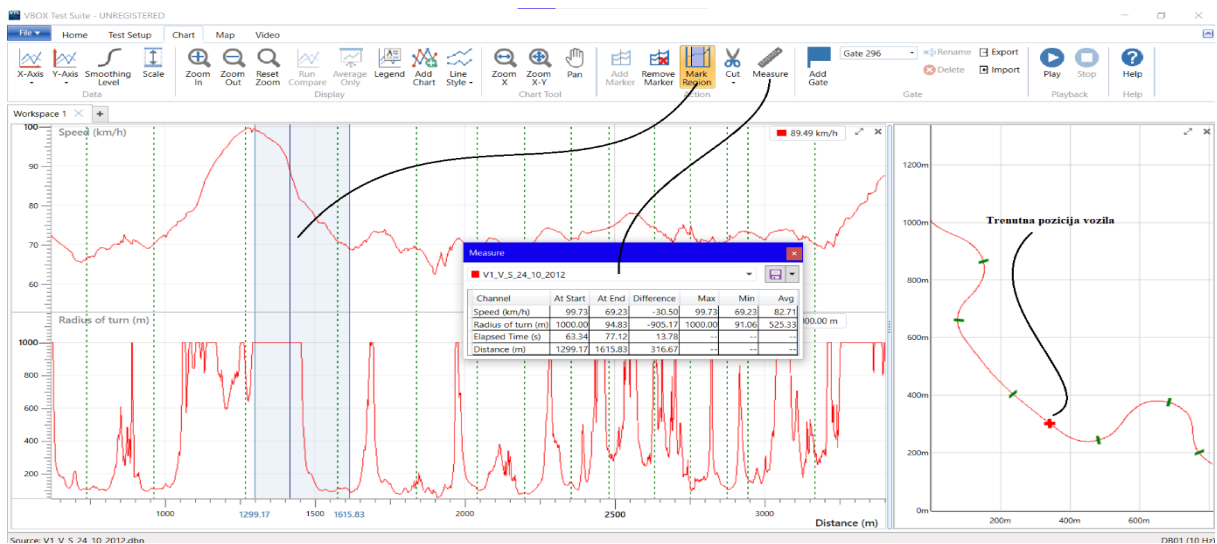 VBOX Test Suite - UNREGISTERED
File Home Test Setup Chart Map Video
X-Axis Y-Axis Smoothing Level Scale Zoom In Zoom Out Reset Zoom Run Compare Average Only Legend Add Chart Line Style Zoom X Zoom X-Y Pan Add Marker Remove Marker Mark Region Cut Measure Add Gate Gate 296 Rename Export Delete Import Play Stop Help
Data Display Chart Tool Action Gate Playback Help
Workspace 1
Speed (km/h)
89.49 km/h
100
90
80
70
60
Measure
V1_V_S_24_10_2012
Channel At Start At End Difference Max Min Avg
Speed (km/h) 99.73 69.23 -30.50 99.73 69.23 82.71
Radius of turn (m) 1000.00 94.83 -905.17 1000.00 91.06 525.33
Elapsed Time (s) 63.34 77.12 13.78 -- -- --
Distance (m) 1299.17 1615.83 316.67 -- -- --
Radius of turn (m)
00.00 m
1000
800
600
400
200
1000 1299.17 1500 1615.83 2000 2500 3000
Distance (m)
Trenutna pozicija vozila
1200m
1000m
800m
600m
400m
200m
0m
200m 400m 600m
Source: V1_V_S_24_10_2012.dbn
DB01 (10 Hz)